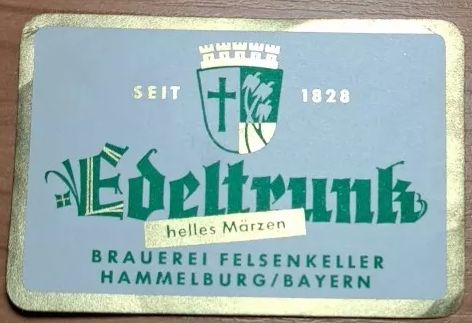 SEIT 1828
Edeltrunk
helles Märzen
BRAUEREI FELSENKELLER
HAMMELBURG/BAYERN